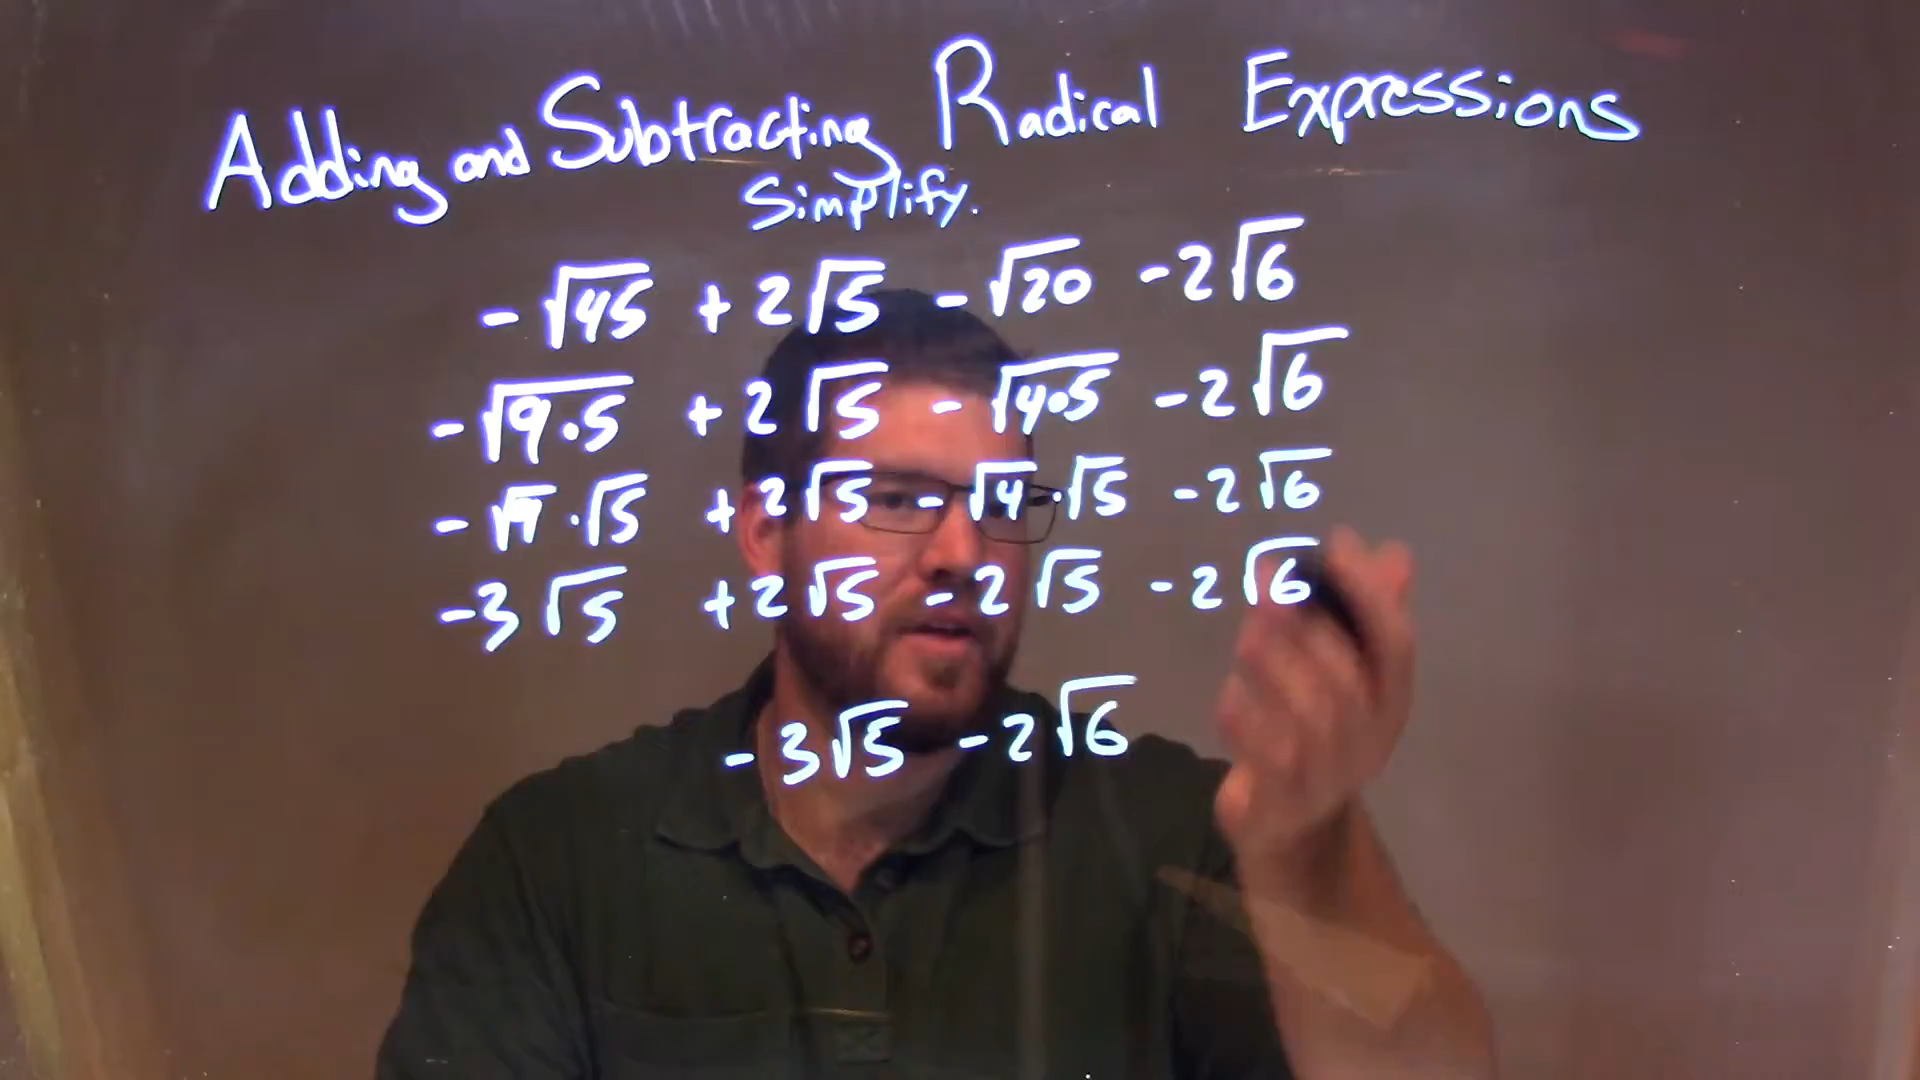 Adding and Subtracting Radical Expressions
Simplify.
-√45 + 2√5 - √20 - 2√6
-√9·5 + 2√5 - √4·5 - 2√6
-√9·√5 + 2√5 - √4·√5 - 2√6
-3√5 + 2√5 - 2√5 - 2√6
-3√5 - 2√6